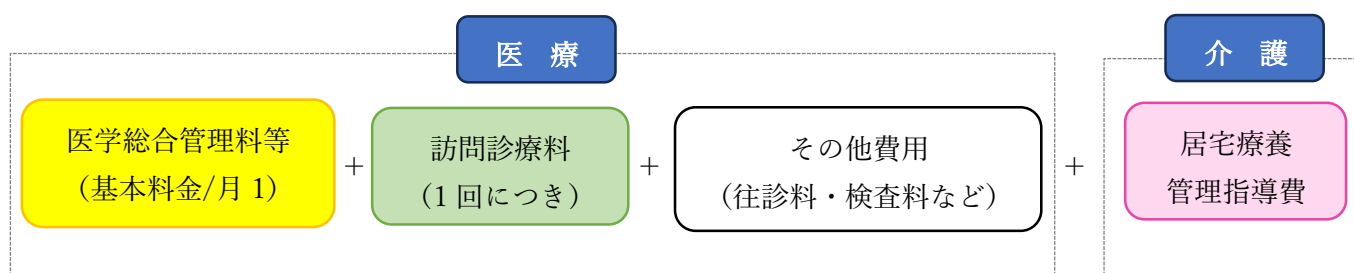 医 療
介 護
医学総合管理料等
（基本料金/月 1）
+
訪問診療料
（1 回につき）
+
その他費用
（往診料・検査料など）
+
居宅療養
管理指導費